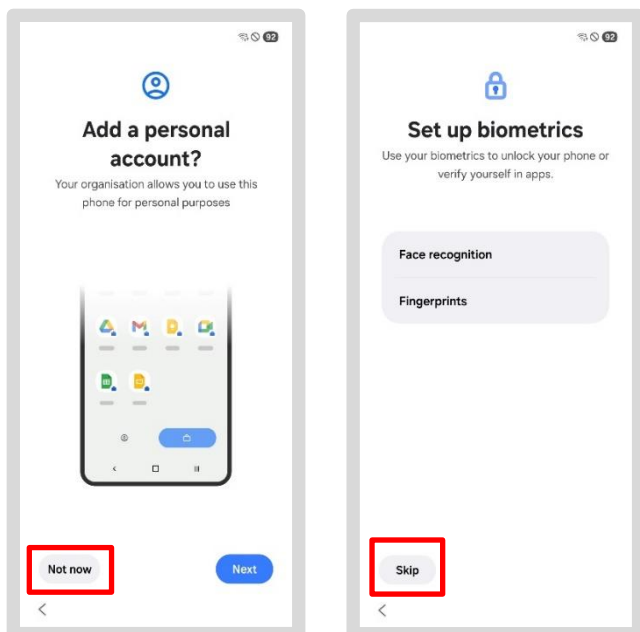 92
Add a personal
account?
Your organisation allows you to use this
phone for personal purposes
Not now
Next
92
Set up biometrics
Use your biometrics to unlock your phone or
verify yourself in apps.
Face recognition
Fingerprints
Skip